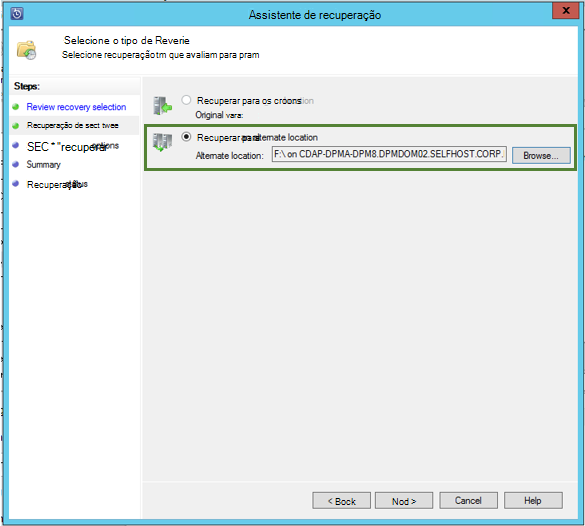 Assistente de recuperação
x
Selecione o tipo de Reverie
Selecione recuperaçãotm que avaliam para pram
Steps:
Review recovery selection
Recuperação de sect twee
SEC * "recuperar options
Summary
Recuperação status
Recuperar para os cróonstion
Original vara:
Recuperar para alternate location
Alternate location:
F:\ on CDAP-DPMA-DPM8.DPMDOM02.SELFHOST.CORP.
Browse...
< Bock
Nod >
Cancel
Help